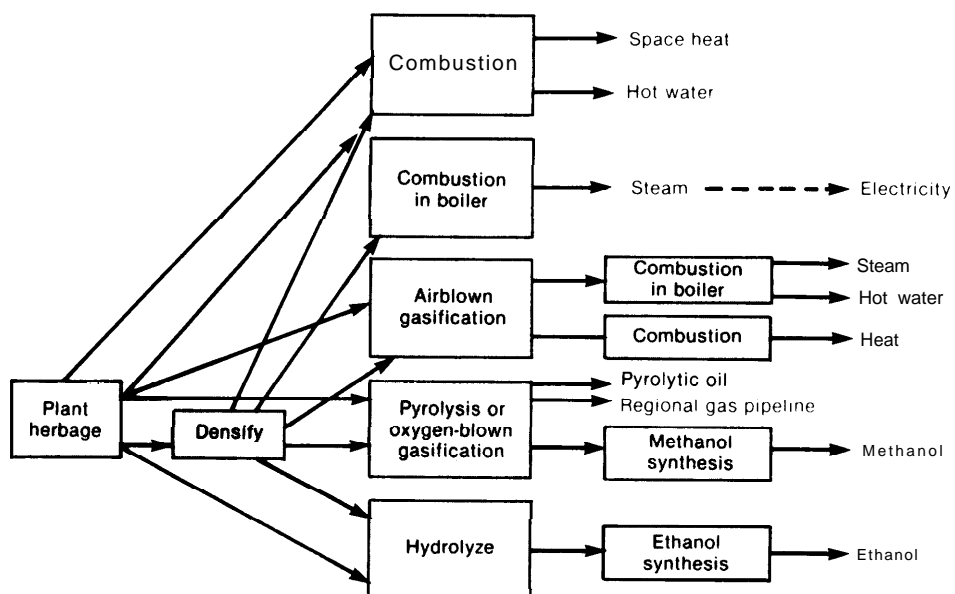 Combustion
Space heat
Hot water
Combustion
in boiler
Steam
Electricity
Airblown
gasification
Combustion
in boiler
Steam
Hot water
Combustion
Heat
Plant
herbage
Densify
Pyrolysis or
oxygen-blown
gasification
Pyrolytic oil
Regional gas pipeline
Methanol
synthesis
Methanol
Hydrolyze
Ethanol
synthesis
Ethanol